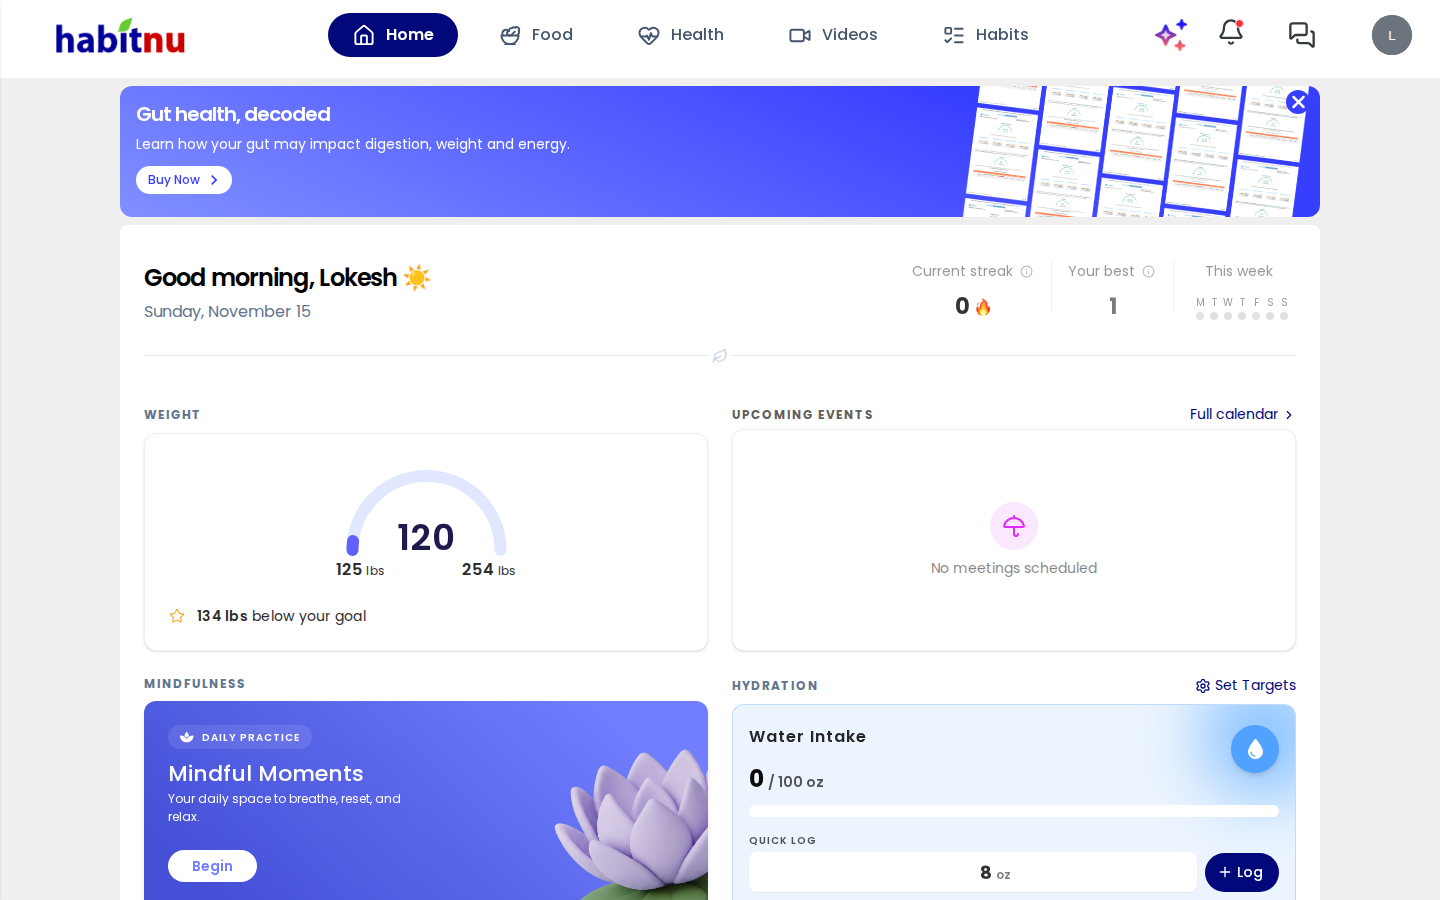 habitnu
Home
Food
Health
Videos
Habits
L
Gut health, decoded
Learn how your gut may impact digestion, weight and energy.
Buy Now
Good morning, Lokesh ☀️
Sunday, November 15
Current streak
0 🔥
Your best
1
This week
M T W T F S S
WEIGHT
120
125 lbs
254 lbs
134 lbs below your goal
UPCOMING EVENTS
Full calendar
No meetings scheduled
MINDFULNESS
DAILY PRACTICE
Mindful Moments
Your daily space to breathe, reset, and
relax.
Begin
HYDRATION
Set Targets
Water Intake
0 / 100 oz
QUICK LOG
8 oz
+ Log